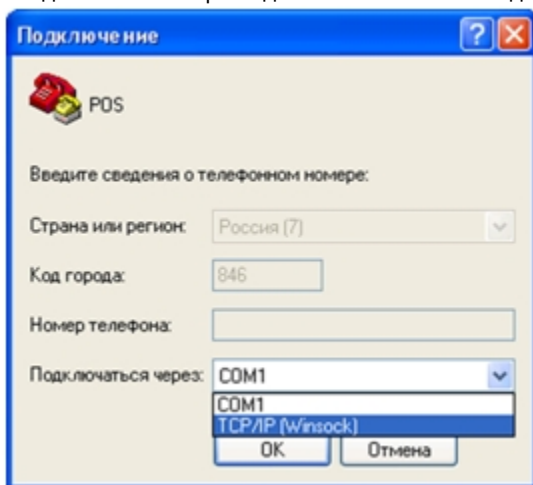 Подключение
POS
Введите сведения о телефонном номере:
Страна или регион: Россия (7)
Код города: 846
Номер телефона:
Подключаться через: COM1
COM1
TCP/IP (Winsock)
OK Отмена